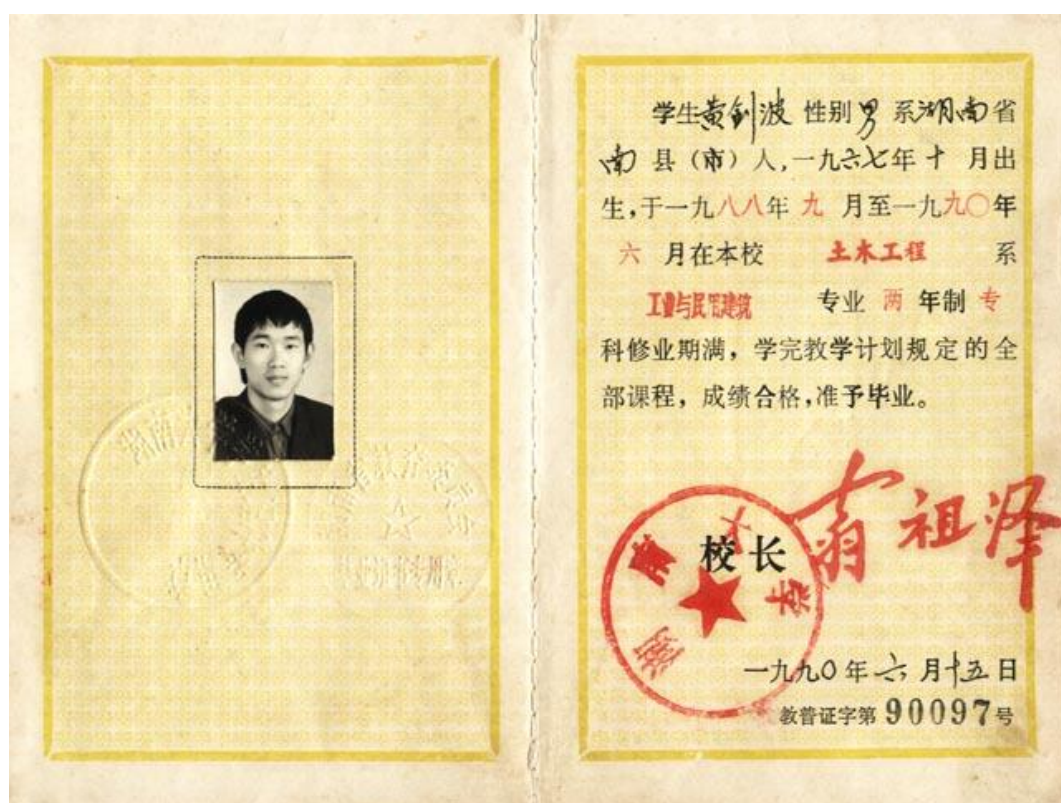 学生黄剑波 性别 男 系湖南省
南 县（市）人，一九六七年 十 月出
生，于一九八八年 九 月至一九九〇年
六 月在本校 土木工程 系
工业与民用建筑 专业 两 年制 专
科修业期满，学完教学计划规定的全
部课程，成绩合格，准予毕业。
校长 翁祖泽
湖南大学
一九九〇年六月十五日
教普证字第 90097号